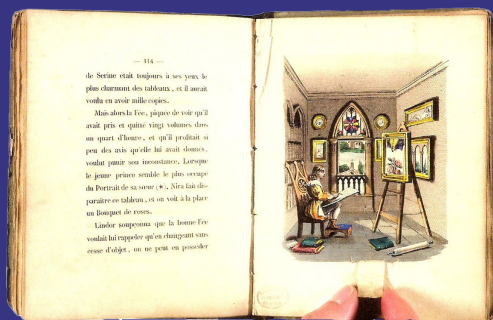 — 114 —
de Serine était toujours à ses yeux le
plus charmant des tableaux, et il aurait
voulu en avoir mille copies.
Mais alors la Fée, piquée de voir qu'il
avait pris et quitté vingt volumes dans
un quart d'heure, et qu'il profitait si
peu des avis qu'elle lui avait donnés,
voulut punir son inconstance. Lorsque
le jeune prince semble le plus occupé
du Portrait de sa sœur (*), Nira fait dis-
paraître ce tableau, et on voit à la place
un Bouquet de roses.
Lindor soupçonna que la bonne Fée
voulait lui rappeler qu'en changeant sans
cesse d'objet, on ne peut en posséder